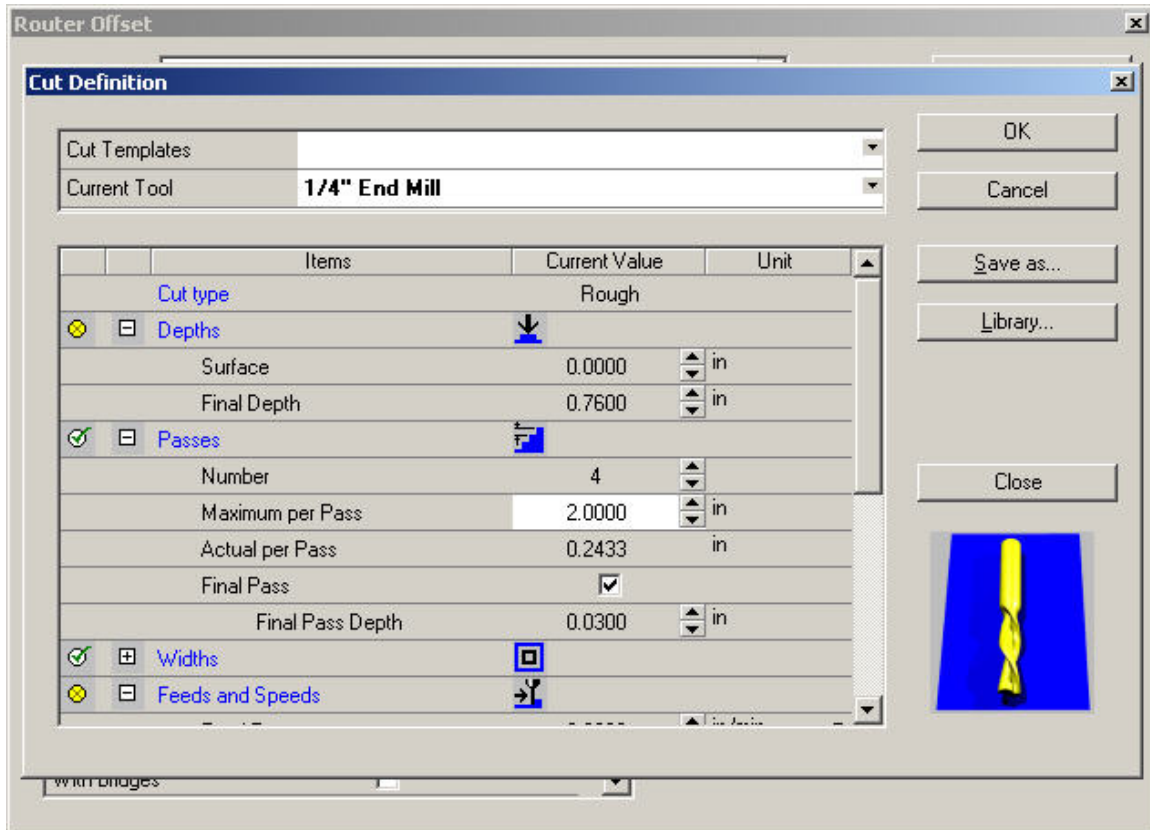 Router Offset
Cut Definition
Cut Templates
Current Tool 1/4" End Mill
OK
Cancel
Save as...
Library...
Close
Items Current Value Unit
Cut type Rough
Depths
Surface 0.0000 in
Final Depth 0.7600 in
Passes
Number 4
Maximum per Pass 2.0000 in
Actual per Pass 0.2433 in
Final Pass
Final Pass Depth 0.0300 in
Widths
Feeds and Speeds
With Bridges